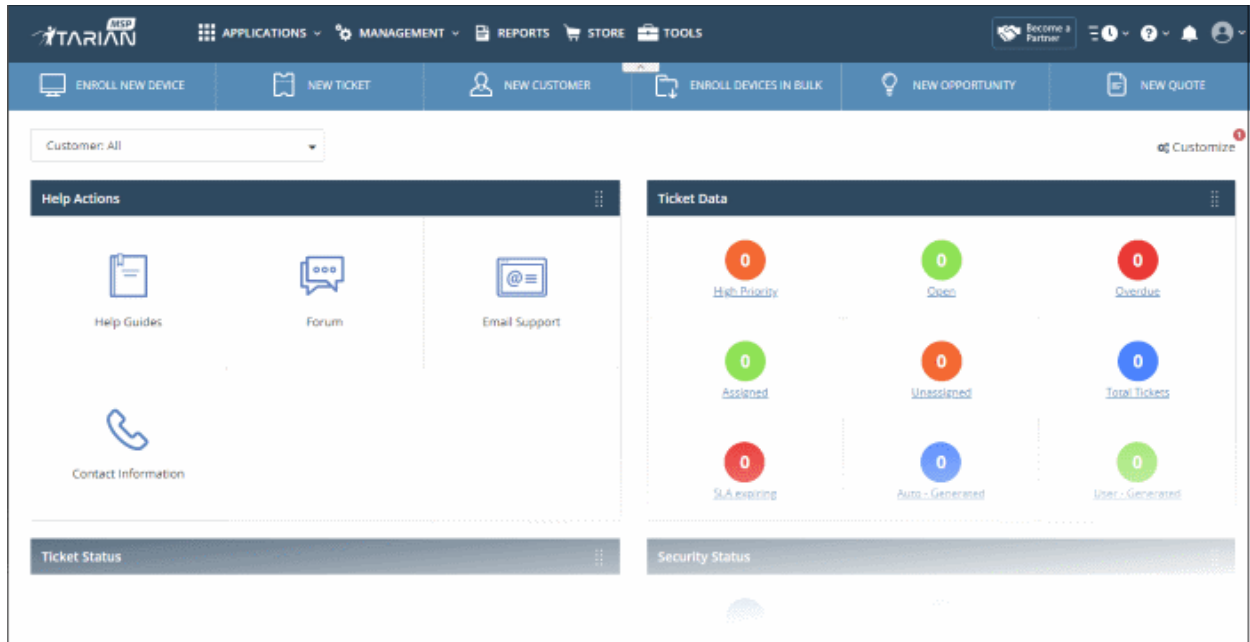 MSP
ITARIAN
APPLICATIONS
MANAGEMENT
REPORTS
STORE
TOOLS
Become a
Partner
ENROLL NEW DEVICE
NEW TICKET
NEW CUSTOMER
ENROLL DEVICES IN BULK
NEW OPPORTUNITY
NEW QUOTE
Customer: All
1
Customize
Help Actions
Ticket Data
0
0
0
High Priority
Open
Overdue
Help Guides
Forum
Email Support
0
0
0
Assigned
Unassigned
Total Tickets
Contact Information
0
0
0
SLA expiring
Auto - Generated
User - Generated
Ticket Status
Security Status